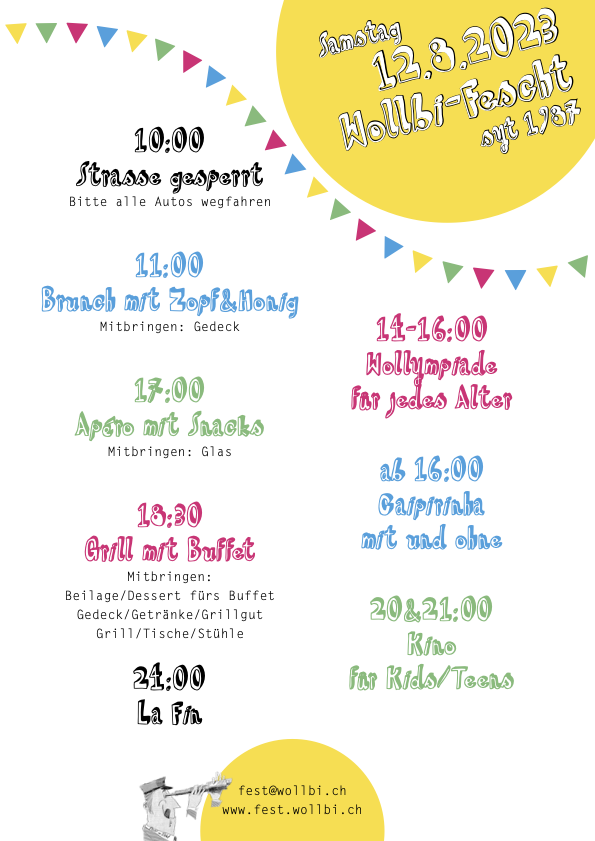 Samstag
12.8.2023
Wollbi-Fescht
syt 1987
10:00
Strasse gesperrt
Bitte alle Autos wegfahren
11:00
Brunch mit Zopf&Honig
Mitbringen: Gedeck
17:00
Apéro mit Snacks
Mitbringen: Glas
18:30
Grill mit Buffet
Mitbringen:
Beilage/Dessert fürs Buffet
Gedeck/Getränke/Grillgut
Grill/Tische/Stühle
24:00
La Fin
14-16:00
Wollympiade
für jedes Alter
ab 16:00
Caipirinha
mit und ohne
20&21:00
Kino
für Kids/Teens
fest@wollbi.ch
www.fest.wollbi.ch